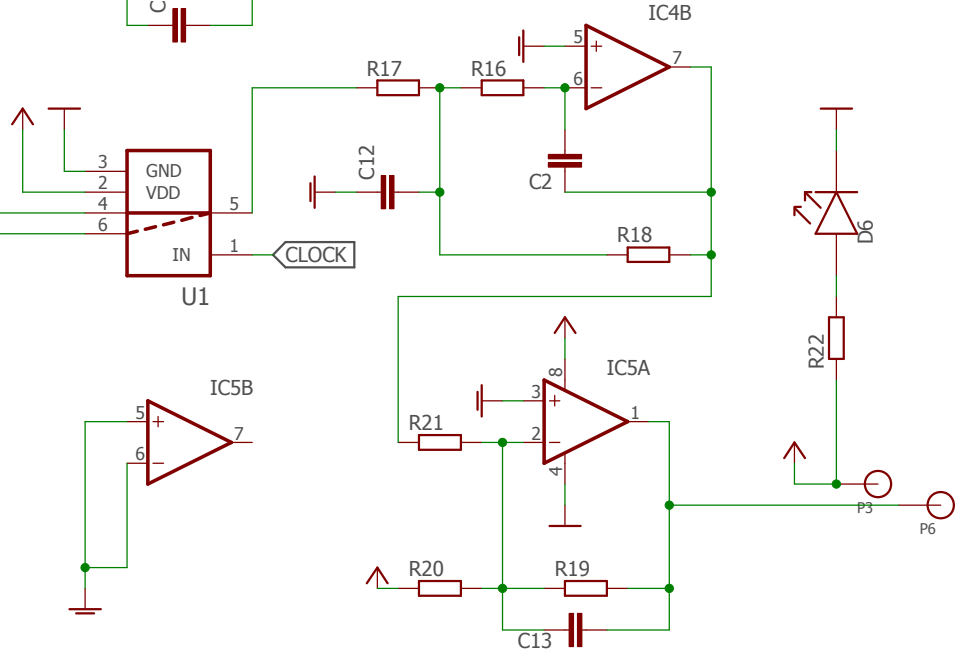 C
IC4B
5
+
7
6
−
R17
R16
C12
C2
R18
3
GND
2
VDD
4
5
6
IN
1
CLOCK
U1
D6
R22
IC5B
5
+
7
6
−
IC5A
8
3
+
1
R21
2
−
4
P3
P6
R20
R19
C13